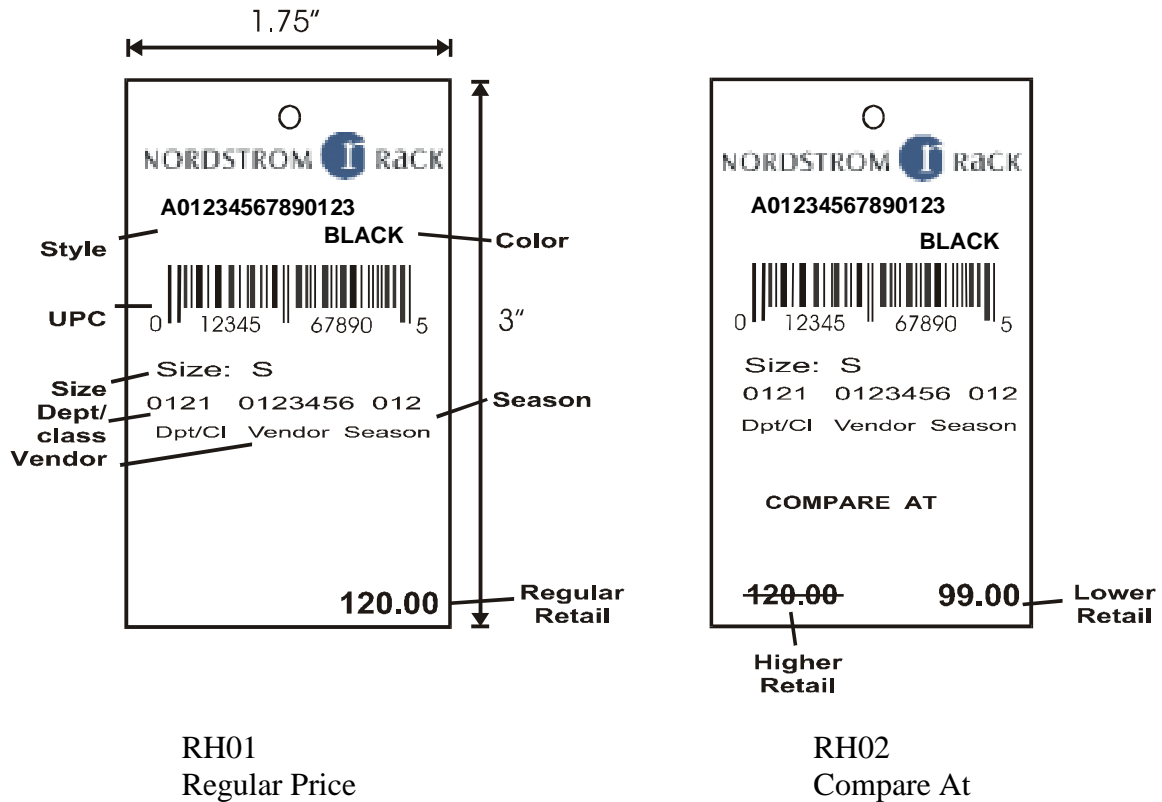 1.75"
NORDSTROM r RACK
A01234567890123
BLACK
Style
Color
UPC
0 12345 67890 5
3"
Size: S
Size
0121 0123456 012
Dept/
class
Season
Dpt/Cl Vendor Season
Vendor
120.00
Regular
Retail
RH01
Regular Price
NORDSTROM r RACK
A01234567890123
BLACK
0 12345 67890 5
Size: S
0121 0123456 012
Dpt/Cl Vendor Season
COMPARE AT
120.00 99.00
Lower
Retail
Higher
Retail
RH02
Compare At